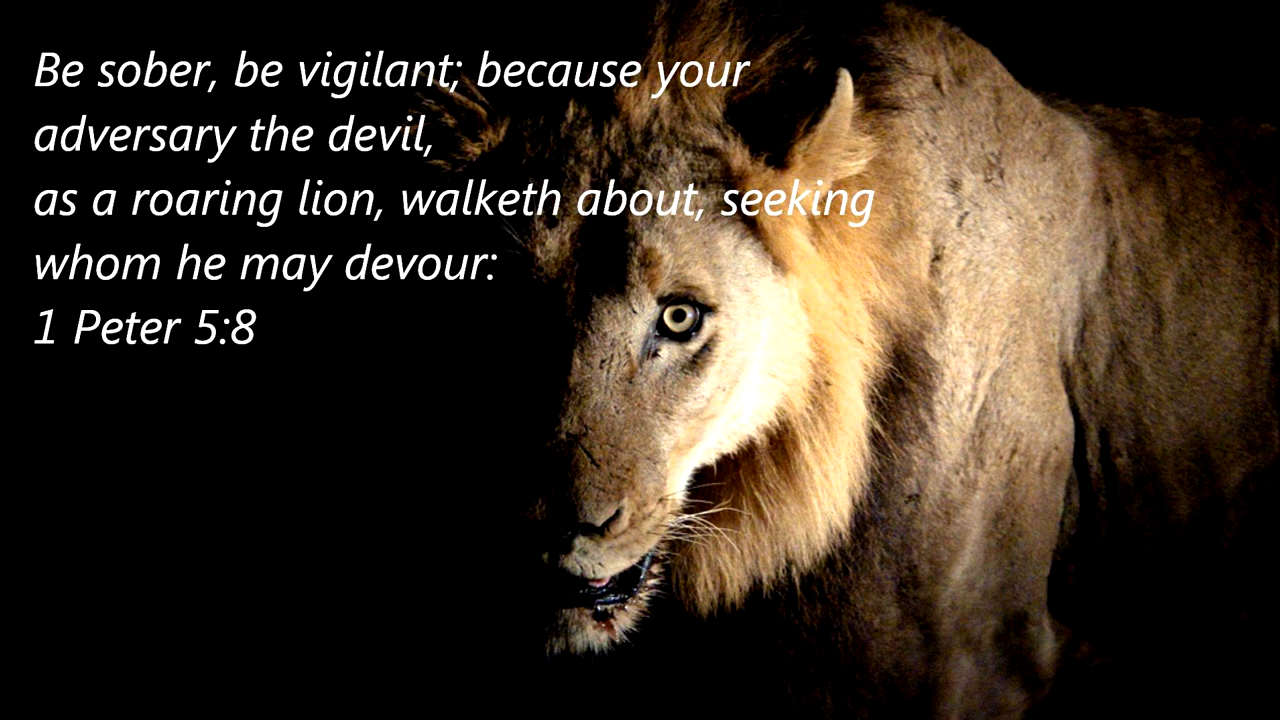 Be sober, be vigilant; because your
adversary the devil,
as a roaring lion, walketh about, seeking
whom he may devour:
1 Peter 5:8